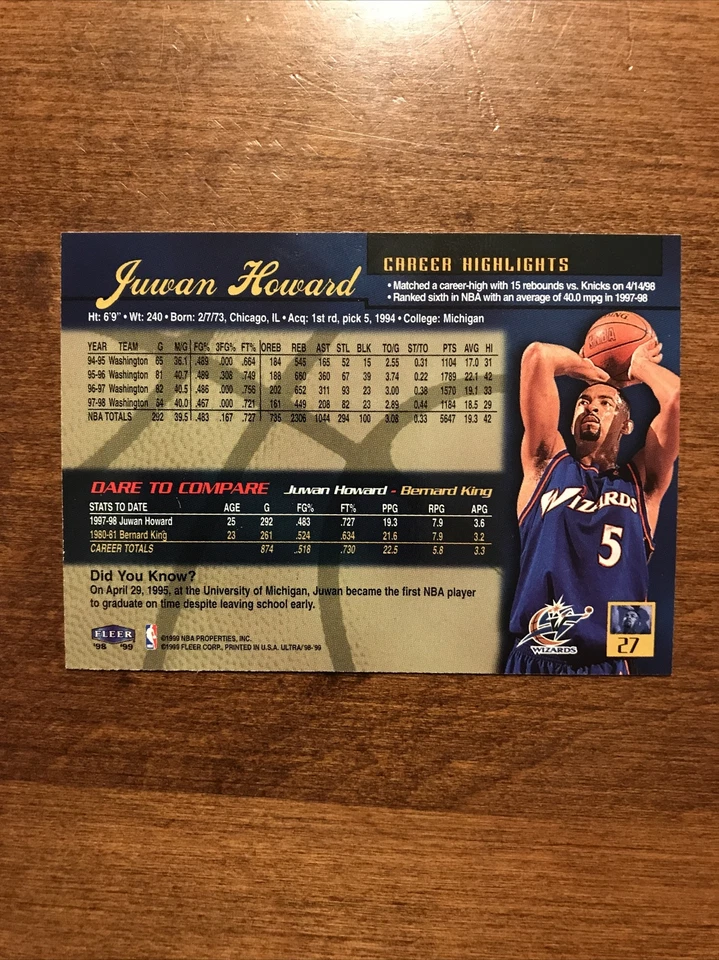 Juwan Howard
CAREER HIGHLIGHTS
• Matched a career-high with 15 rebounds vs. Knicks on 4/14/98
• Ranked sixth in NBA with an average of 40.0 mpg in 1997-98
Ht: 6'9" • Wt: 240 • Born: 2/7/73, Chicago, IL • Acq: 1st rd, pick 5, 1994 • College: Michigan
YEAR TEAM G M/G FG% 3FG% FT% OREB REB AST STL BLK TO/G ST/TO PTS AVG HI
94-95 Washington 65 36.1 .489 .000 .664 184 545 165 52 15 2.55 0.31 1104 17.0 31
95-96 Washington 81 40.7 .489 .308 .749 188 660 360 67 39 3.74 0.22 1789 22.1 42
96-97 Washington 82 40.5 .486 .000 .756 202 652 311 93 23 3.00 0.38 1570 19.1 33
97-98 Washington 64 40.0 .467 .000 .721 161 449 208 82 23 2.89 0.44 1184 18.5 29
NBA TOTALS 292 39.5 .483 .167 .727 735 2306 1044 294 100 3.08 0.33 5647 19.3 42
DARE TO COMPARE Juwan Howard - Bernard King
STATS TO DATE AGE G FG% FT% PPG RPG APG
1997-98 Juwan Howard 25 292 .483 .727 19.3 7.9 3.6
1980-81 Bernard King 23 261 .524 .634 21.6 7.9 3.2
CAREER TOTALS 874 .518 .730 22.5 5.8 3.3
Did You Know?
On April 29, 1995, at the University of Michigan, Juwan became the first NBA player
to graduate on time despite leaving school early.
WIZARDS
5
FLEER
'98 '99
NBA
©1999 NBA PROPERTIES, INC.
©1998 FLEER CORP., PRINTED IN U.S.A. ULTRA/'98-'99
WIZARDS
27